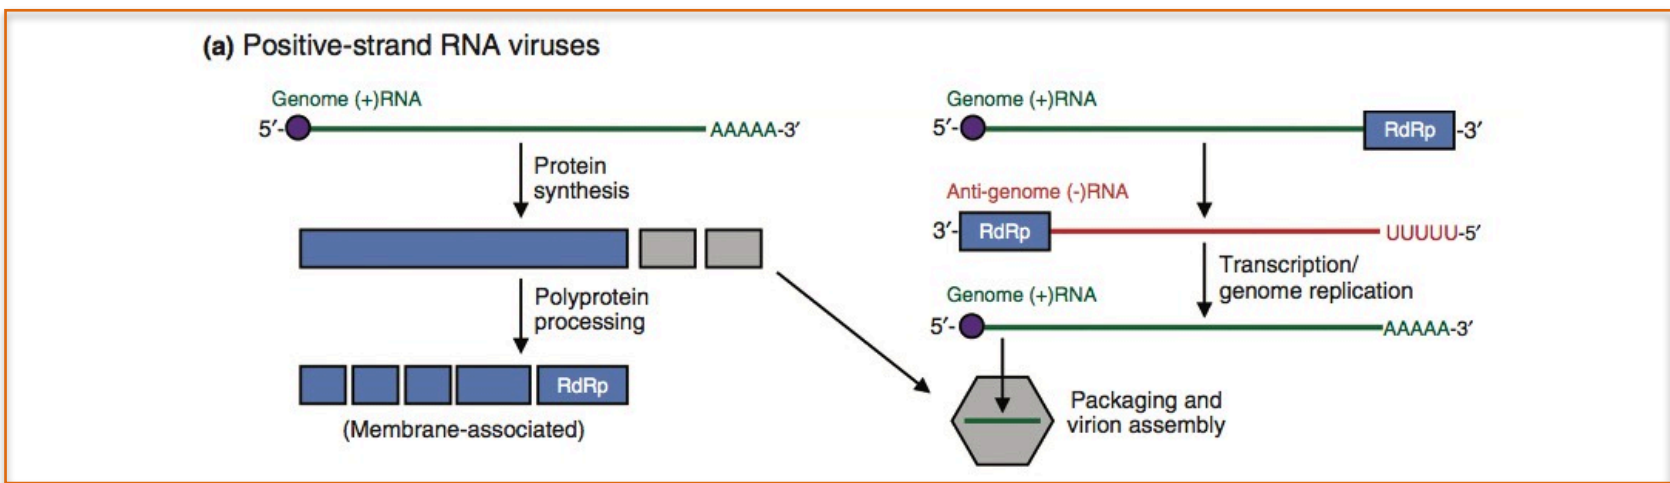 (a) Positive-strand RNA viruses
Genome (+)RNA
5′-
AAAAA-3′
Protein
synthesis
Polyprotein
processing
RdRp
(Membrane-associated)
Genome (+)RNA
5′-
RdRp
-3′
Anti-genome (-)RNA
3′-
RdRp
UUUUU-5′
Transcription/
genome replication
Genome (+)RNA
5′-
AAAAA-3′
Packaging and
virion assembly